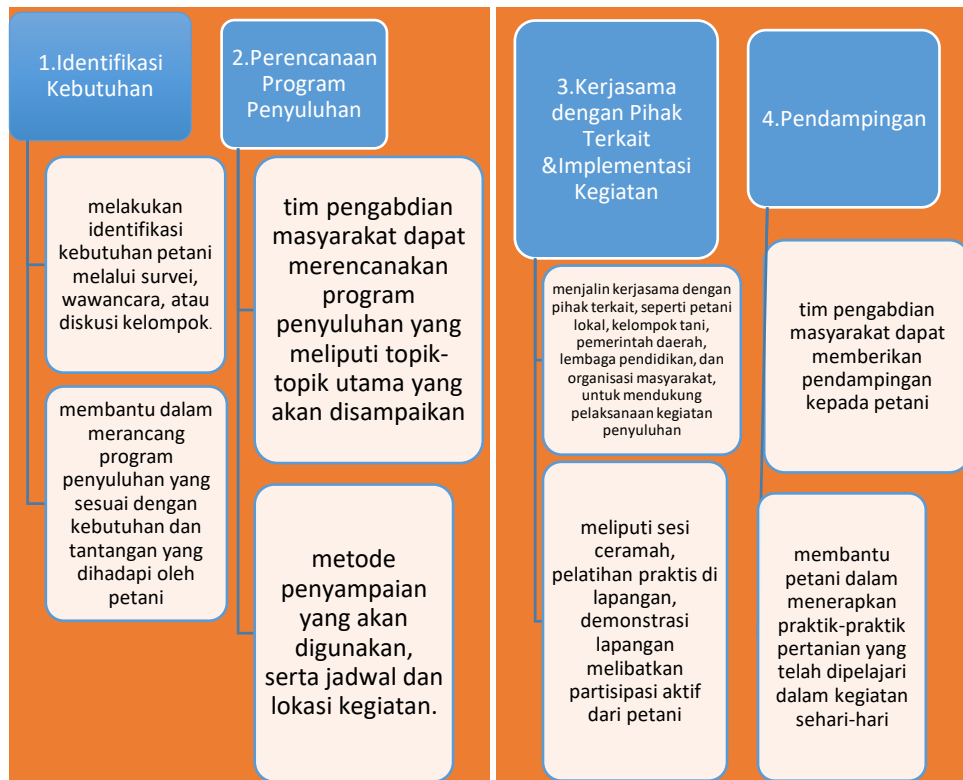 1.Identifikasi
Kebutuhan
melakukan
identifikasi
kebutuhan petani
melalui survei,
wawancara, atau
diskusi kelompok.
membantu dalam
merancang
program
penyuluhan yang
sesuai dengan
kebutuhan dan
tantangan yang
dihadapi oleh
petani
2.Perencanaan
Program
Penyuluhan
tim pengabdian
masyarakat dapat
merencanakan
program
penyuluhan yang
meliputi topik-
topik utama yang
akan disampaikan
metode
penyampaian
yang akan
digunakan,
serta jadwal dan
lokasi kegiatan.
3.Kerjasama
dengan Pihak
Terkait
&Implementasi
Kegiatan
menjalin kerjasama dengan
pihak terkait, seperti petani
lokal, kelompok tani,
pemerintah daerah,
lembaga pendidikan, dan
organisasi masyarakat,
untuk mendukung
pelaksanaan kegiatan
penyuluhan
meliputi sesi
ceramah,
pelatihan praktis di
lapangan,
demonstrasi
lapangan
melibatkan
partisipasi aktif
dari petani
4.Pendampingan
tim pengabdian
masyarakat dapat
memberikan
pendampingan
kepada petani
membantu
petani dalam
menerapkan
praktik-praktik
pertanian yang
telah dipelajari
dalam kegiatan
sehari-hari